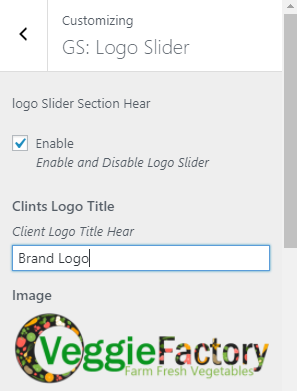 Customizing
GS: Logo Slider
logo Slider Section Hear
Enable
Enable and Disable Logo Slider
Clints Logo Title
Client Logo Title Hear
Brand Logo
Image
VeggieFactory
Farm Fresh Vegetables